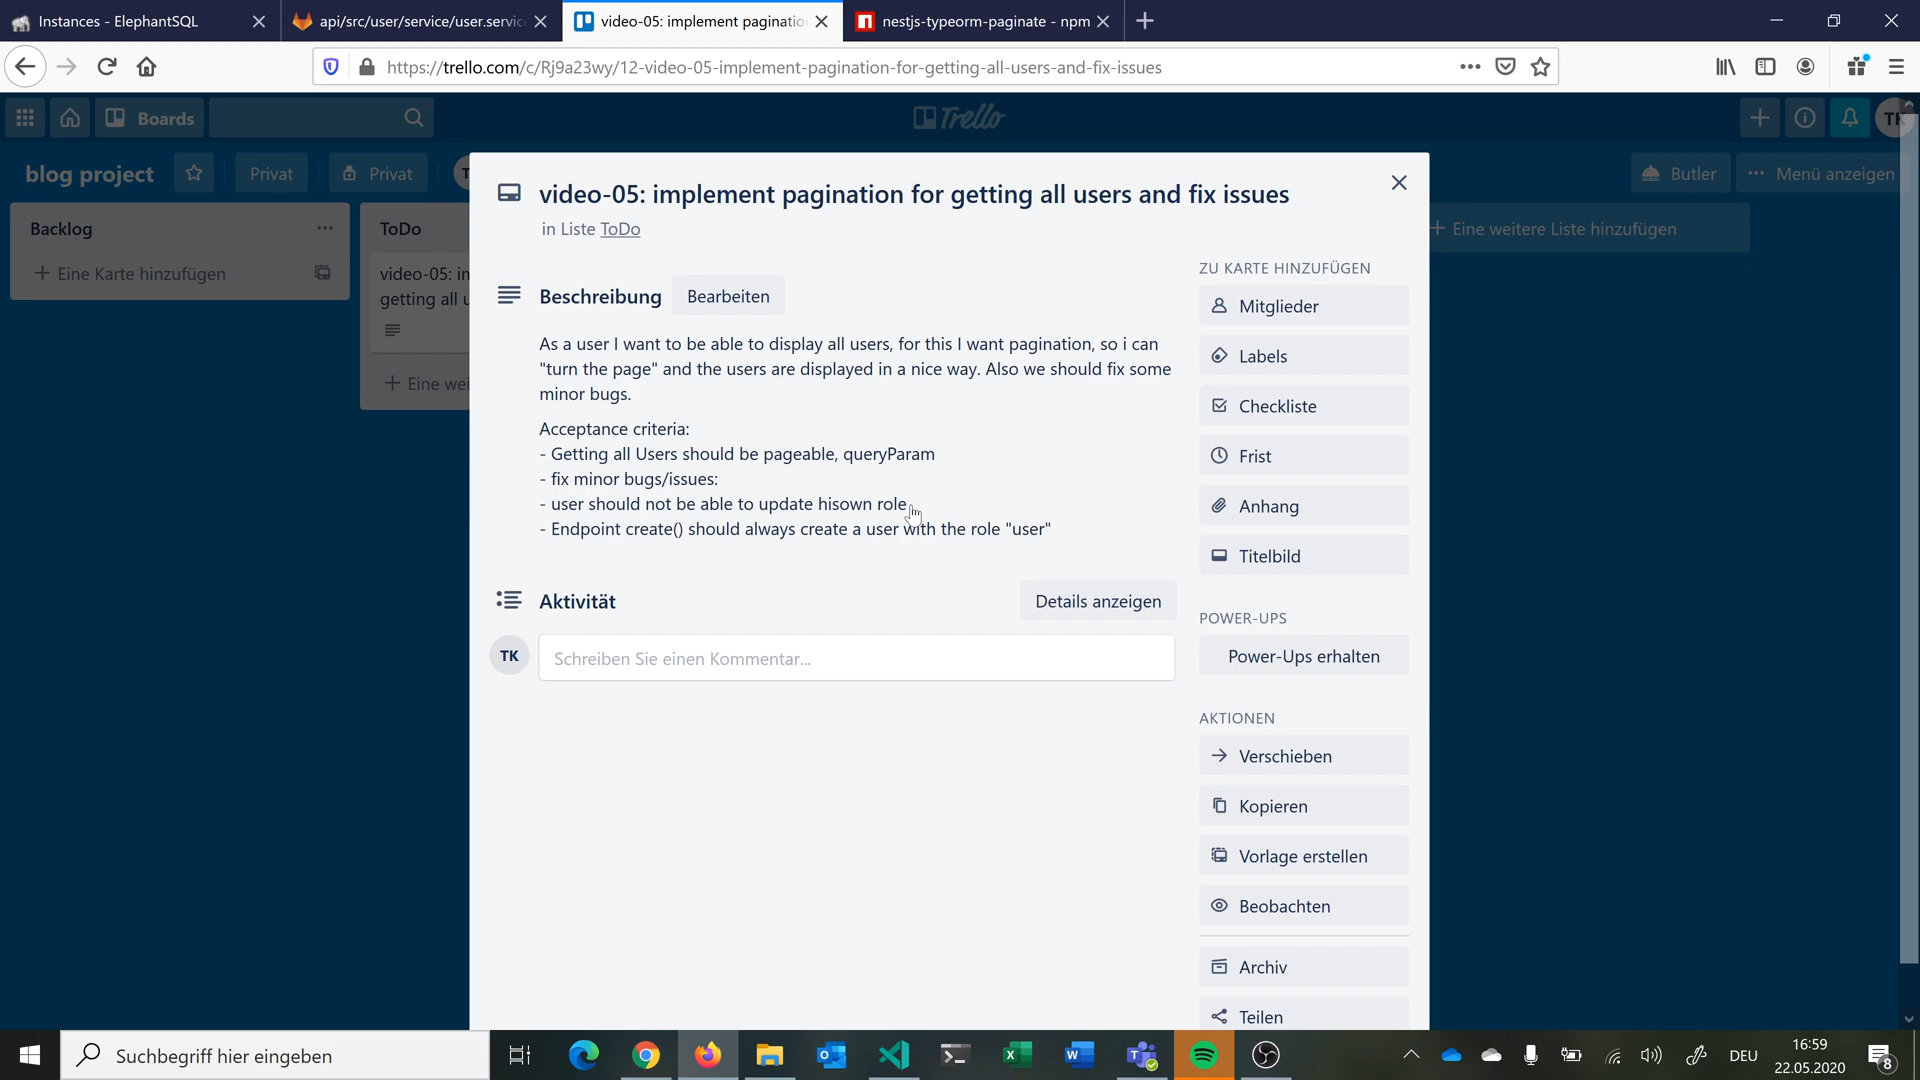 Instances - ElephantSQL
api/src/user/service/user.servic
video-05: implement paginatio
nestjs-typeorm-paginate - npm
https://trello.com/c/Rj9a23wy/12-video-05-implement-pagination-for-getting-all-users-and-fix-issues
Boards
Trello
TK
blog project
Privat
Privat
Butler
Menü anzeigen
Backlog
Eine Karte hinzufügen
ToDo
video-05: im
getting all u
Eine wei
Eine weitere Liste hinzufügen
video-05: implement pagination for getting all users and fix issues
in Liste ToDo
Beschreibung
Bearbeiten
As a user I want to be able to display all users, for this I want pagination, so i can
"turn the page" and the users are displayed in a nice way. Also we should fix some
minor bugs.
Acceptance criteria:
- Getting all Users should be pageable, queryParam
- fix minor bugs/issues:
- user should not be able to update hisown role
- Endpoint create() should always create a user with the role "user"
Aktivität
Details anzeigen
TK
Schreiben Sie einen Kommentar...
ZU KARTE HINZUFÜGEN
Mitglieder
Labels
Checkliste
Frist
Anhang
Titelbild
POWER-UPS
Power-Ups erhalten
AKTIONEN
Verschieben
Kopieren
Vorlage erstellen
Beobachten
Archiv
Teilen
Suchbegriff hier eingeben
DEU
16:59
22.05.2020
8